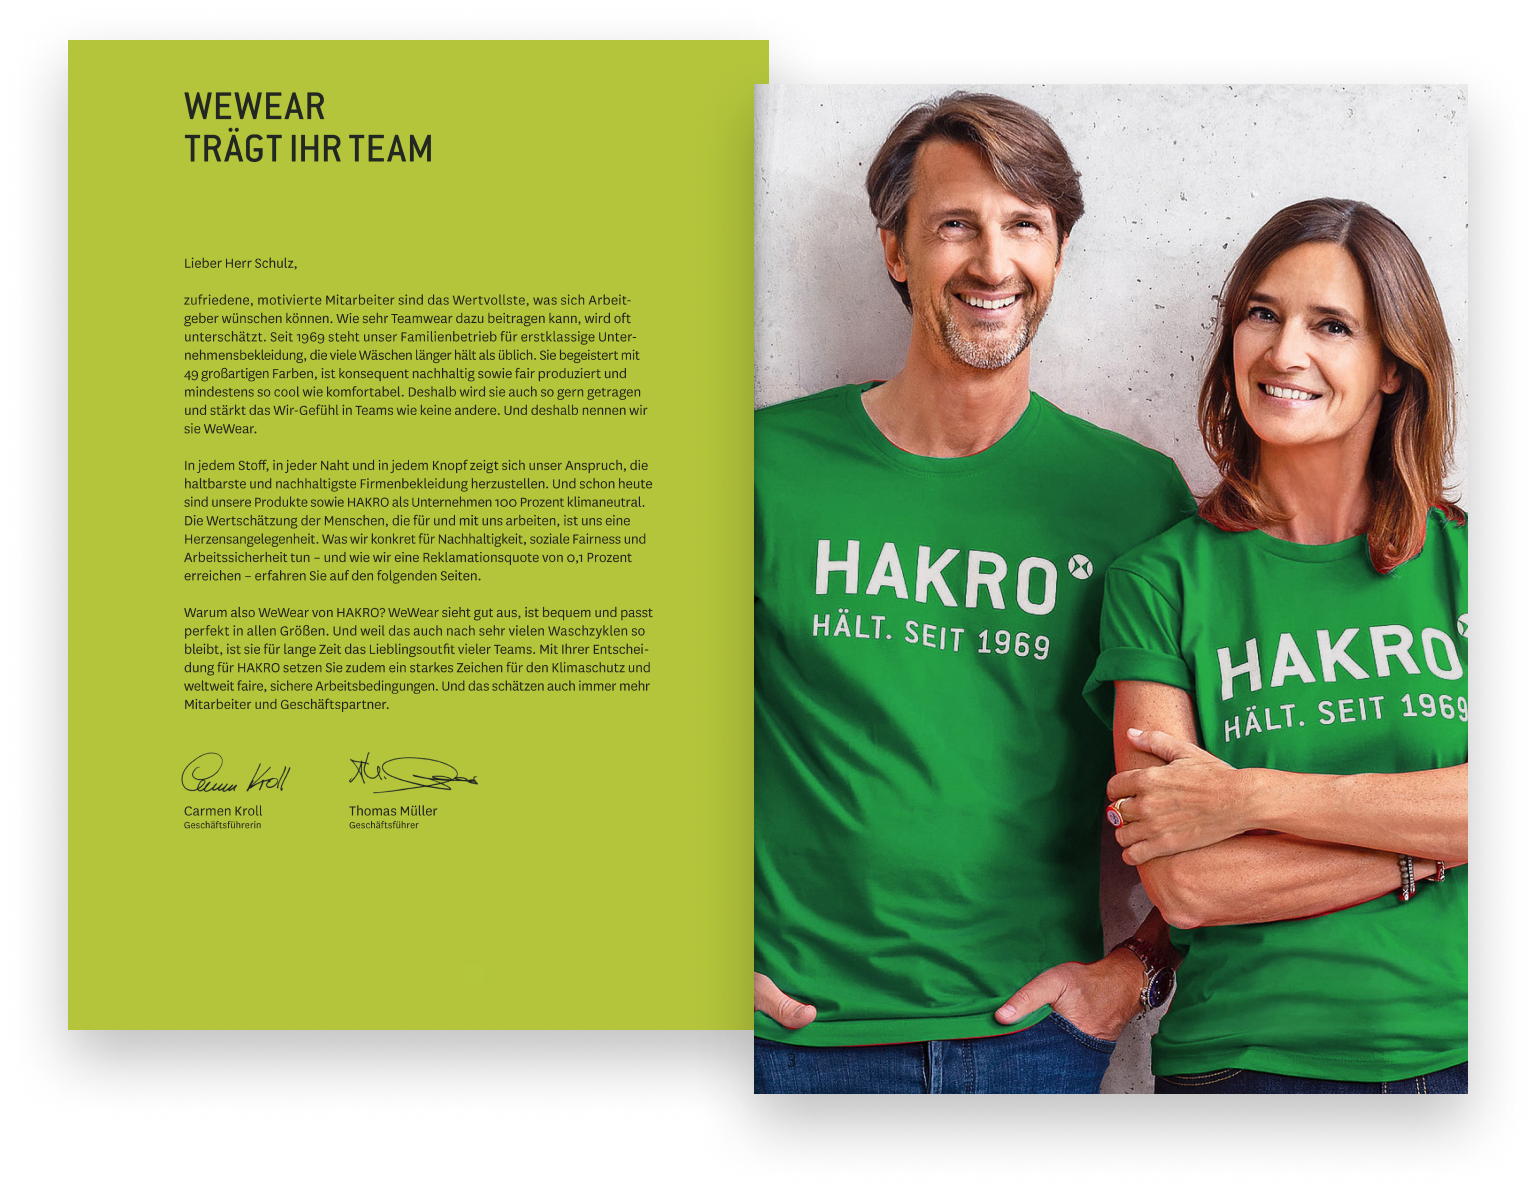 WEWEAR
TRÄGT IHR TEAM
Lieber Herr Schulz,
zufriedene, motivierte Mitarbeiter sind das Wertvollste, was sich Arbeit-
geber wünschen können. Wie sehr Teamwear dazu beitragen kann, wird oft
unterschätzt. Seit 1969 steht unser Familienbetrieb für erstklassige Unter-
nehmensbekleidung, die viele Wäschen länger hält als üblich. Sie begeistert mit
49 großartigen Farben, ist konsequent nachhaltig sowie fair produziert und
mindestens so cool wie komfortabel. Deshalb wird sie auch so gern getragen
und stärkt das Wir-Gefühl in Teams wie keine andere. Und deshalb nennen wir
sie WeWear.
In jedem Stoff, in jeder Naht und in jedem Knopf zeigt sich unser Anspruch, die
haltbarste und nachhaltigste Firmenbekleidung herzustellen. Und schon heute
sind unsere Produkte sowie HAKRO als Unternehmen 100 Prozent klimaneutral.
Die Wertschätzung der Menschen, die für und mit uns arbeiten, ist uns eine
Herzensangelegenheit. Was wir konkret für Nachhaltigkeit, soziale Fairness und
Arbeitssicherheit tun – und wie wir eine Reklamationsquote von 0,1 Prozent
erreichen – erfahren Sie auf den folgenden Seiten.
Warum also WeWear von HAKRO? WeWear sieht gut aus, ist bequem und passt
perfekt in allen Größen. Und weil das auch nach sehr vielen Waschzyklen so
bleibt, ist sie für lange Zeit das Lieblingsoutfit vieler Teams. Mit Ihrer Entschei-
dung für HAKRO setzen Sie zudem ein starkes Zeichen für den Klimaschutz und
weltweit faire, sichere Arbeitsbedingungen. Und das schätzen auch immer mehr
Mitarbeiter und Geschäftspartner.
Carmen Kroll
Carmen Kroll
Geschäftsführerin
Thomas Müller
Geschäftsführer
HAKRO
HÄLT. SEIT 1969
HAKRO
HÄLT. SEIT 1969